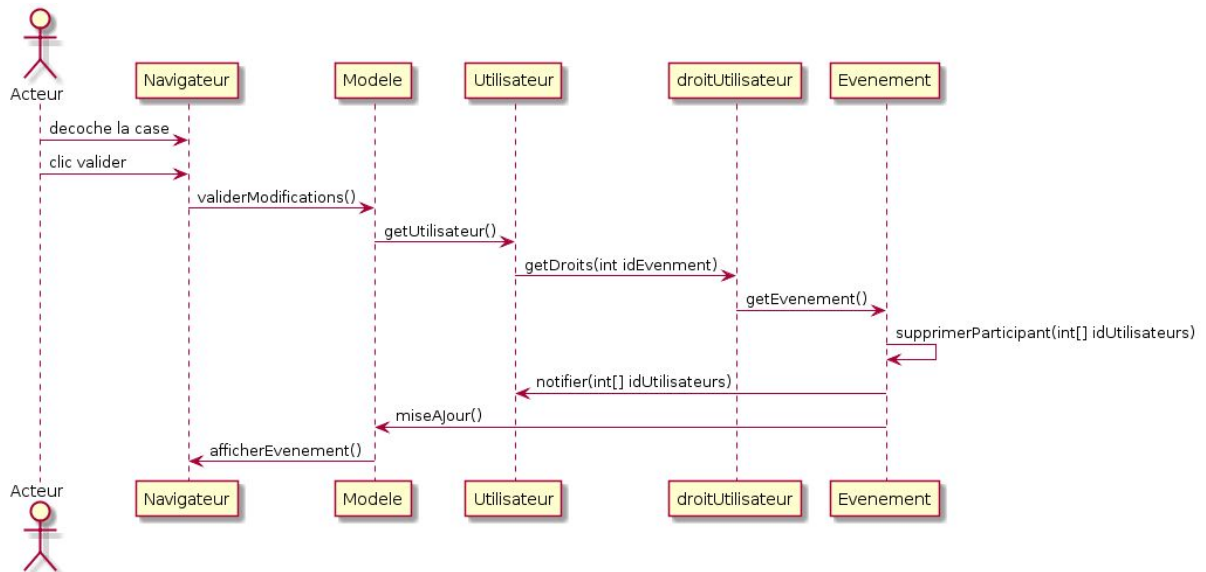 Acteur
Navigateur
Modele
Utilisateur
droitUtilisateur
Evenement
decoche la case
clic valider
validerModifications()
getUtilisateur()
getDroits(int idEvenment)
getEvenement()
supprimerParticipant(int[] idUtilisateurs)
notifier(int[] idUtilisateurs)
miseAJour()
afficherEvenement()
Acteur
Navigateur
Modele
Utilisateur
droitUtilisateur
Evenement